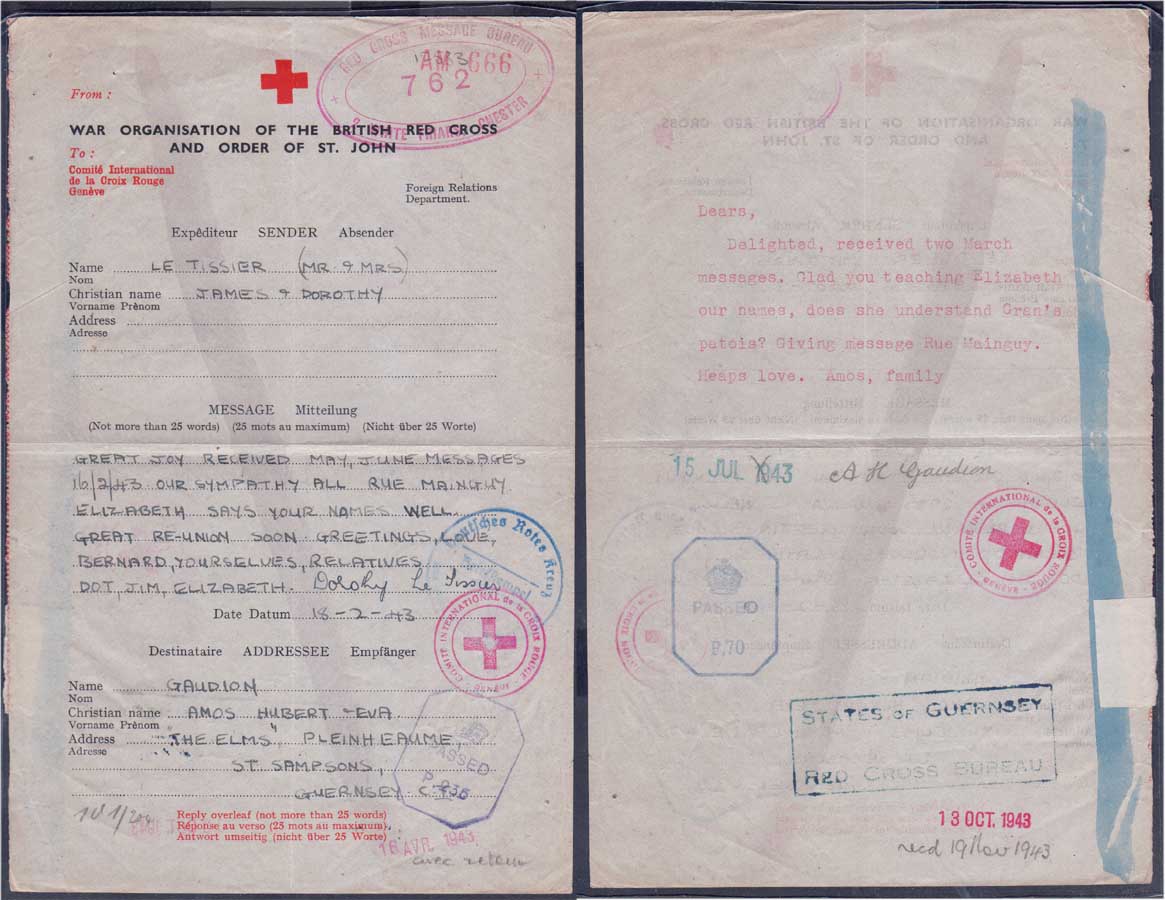 From :
RED CROSS MESSAGE BUREAU
AM 666
762
WAR ORGANISATION OF THE BRITISH RED CROSS
AND ORDER OF ST. JOHN
To :
Comité International
de la Croix Rouge
Genève
Foreign Relations
Department.
Expéditeur SENDER Absender
Name LE TISSIER (MR & MRS)
Nom
Christian name JAMES & DOROTHY
Vorname Prènom
Address
Adresse
MESSAGE Mitteilung
(Not more than 25 words) (25 mots au maximum) (Nicht über 25 Worte)
GREAT JOY RECEIVED MAY, JUNE MESSAGES
16/2/43 OUR SYMPATHY ALL RUE MAINGUY
ELIZABETH SAYS YOUR NAMES WELL.
GREAT RE-UNION SOON GREETINGS, LOVE,
BERNARD, YOURSELVES, RELATIVES
DOT, JIM, ELIZABETH. Dorothy Le Tissier
Deutsches Rotes Kreuz
Date Datum 18-2-43
COMITÉ INTERNATIONAL de la CROIX ROUGE - GENÈVE -
Destinataire ADDRESSEE Empfänger
Name GAUDION
Nom
Christian name AMOS HUBERT & EVA
Vorname Prènom
Address "THE ELMS" PLEINHEAUME,
Adresse
ST. SAMPSONS,
GUERNSEY C.I.
PASSED
Reply overleaf (not more than 25 words)
Réponse au verso (25 mots au maximum)
Antwort umseitig (nicht über 25 Worte)
16 AVR. 1943
avec retour
Dears,
Delighted, received two March
messages. Glad you teaching Elizabeth
our names, does she understand Gran's
patois? Giving message Rue Mainguy.
Heaps love. Amos, family
15 JUL 1943
A H Gaudion
COMITÉ INTERNATIONAL de la CROIX ROUGE - GENÈVE -
PASSED
P.70
STATES OF GUERNSEY
RED CROSS BUREAU
13 OCT. 1943
recd 19 Nov 1943